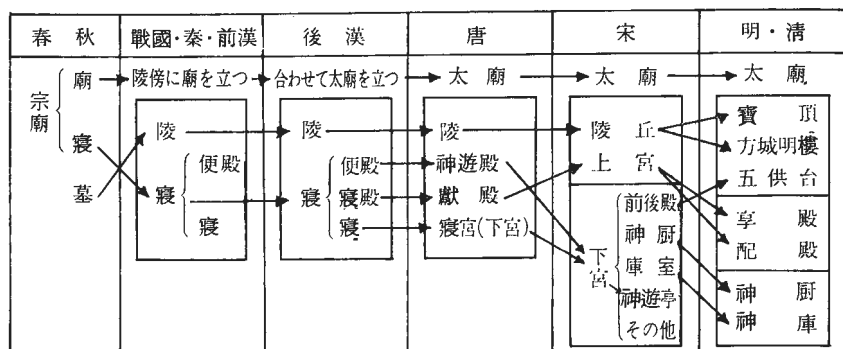 春秋 戰國·秦·前漢 後漢 唐 宋 明·清
宗廟 廟 陵傍に廟を立つ 合わせて太廟を立つ 太廟 太廟 太廟
寢
墓
陵
寢 便殿
寢
陵
寢 便殿
寢殿
寢
陵
神遊殿
獻殿
寢宮(下宮)
陵丘
上宮
下宮 前後殿
神厨
庫室
神遊亭
その他
寶頂
方城明樓
五供台
享殿
配殿
神厨
神庫